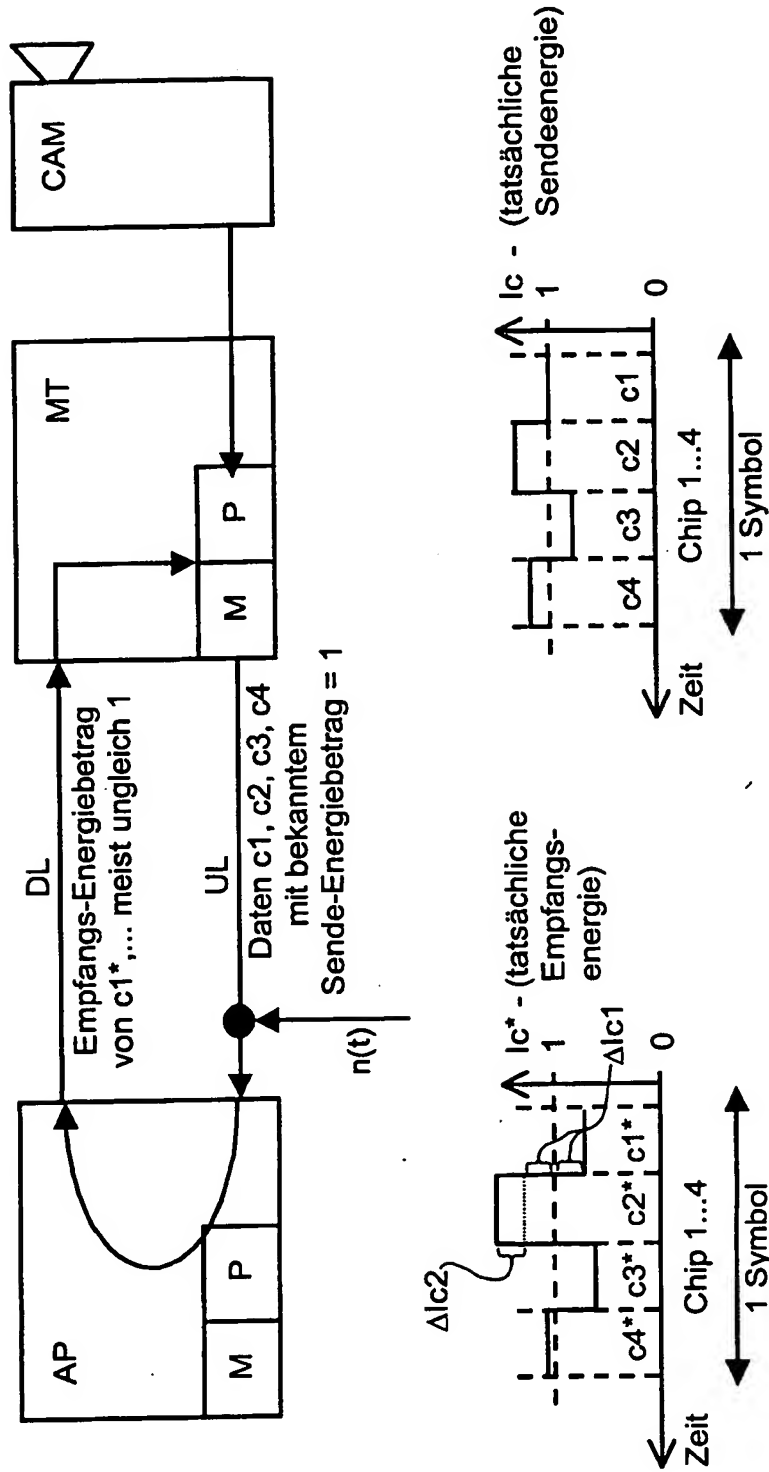 AP
M
P
DL
Empfangs-Energiebetrag
von c1*,... meist ungleich 1
UL
Daten c1, c2, c3, c4
mit bekanntem
Sende-Energiebetrag = 1
n(t)
MT
M
P
CAM
Ic* - (tatsächliche
Empfangs-
energie)
1
0
ΔIc1
ΔIc2
c4*
c3*
c2*
c1*
Zeit
Chip 1...4
1 Symbol
Ic - (tatsächliche
Sendeenergie)
1
0
c4
c3
c2
c1
Zeit
Chip 1...4
1 Symbol